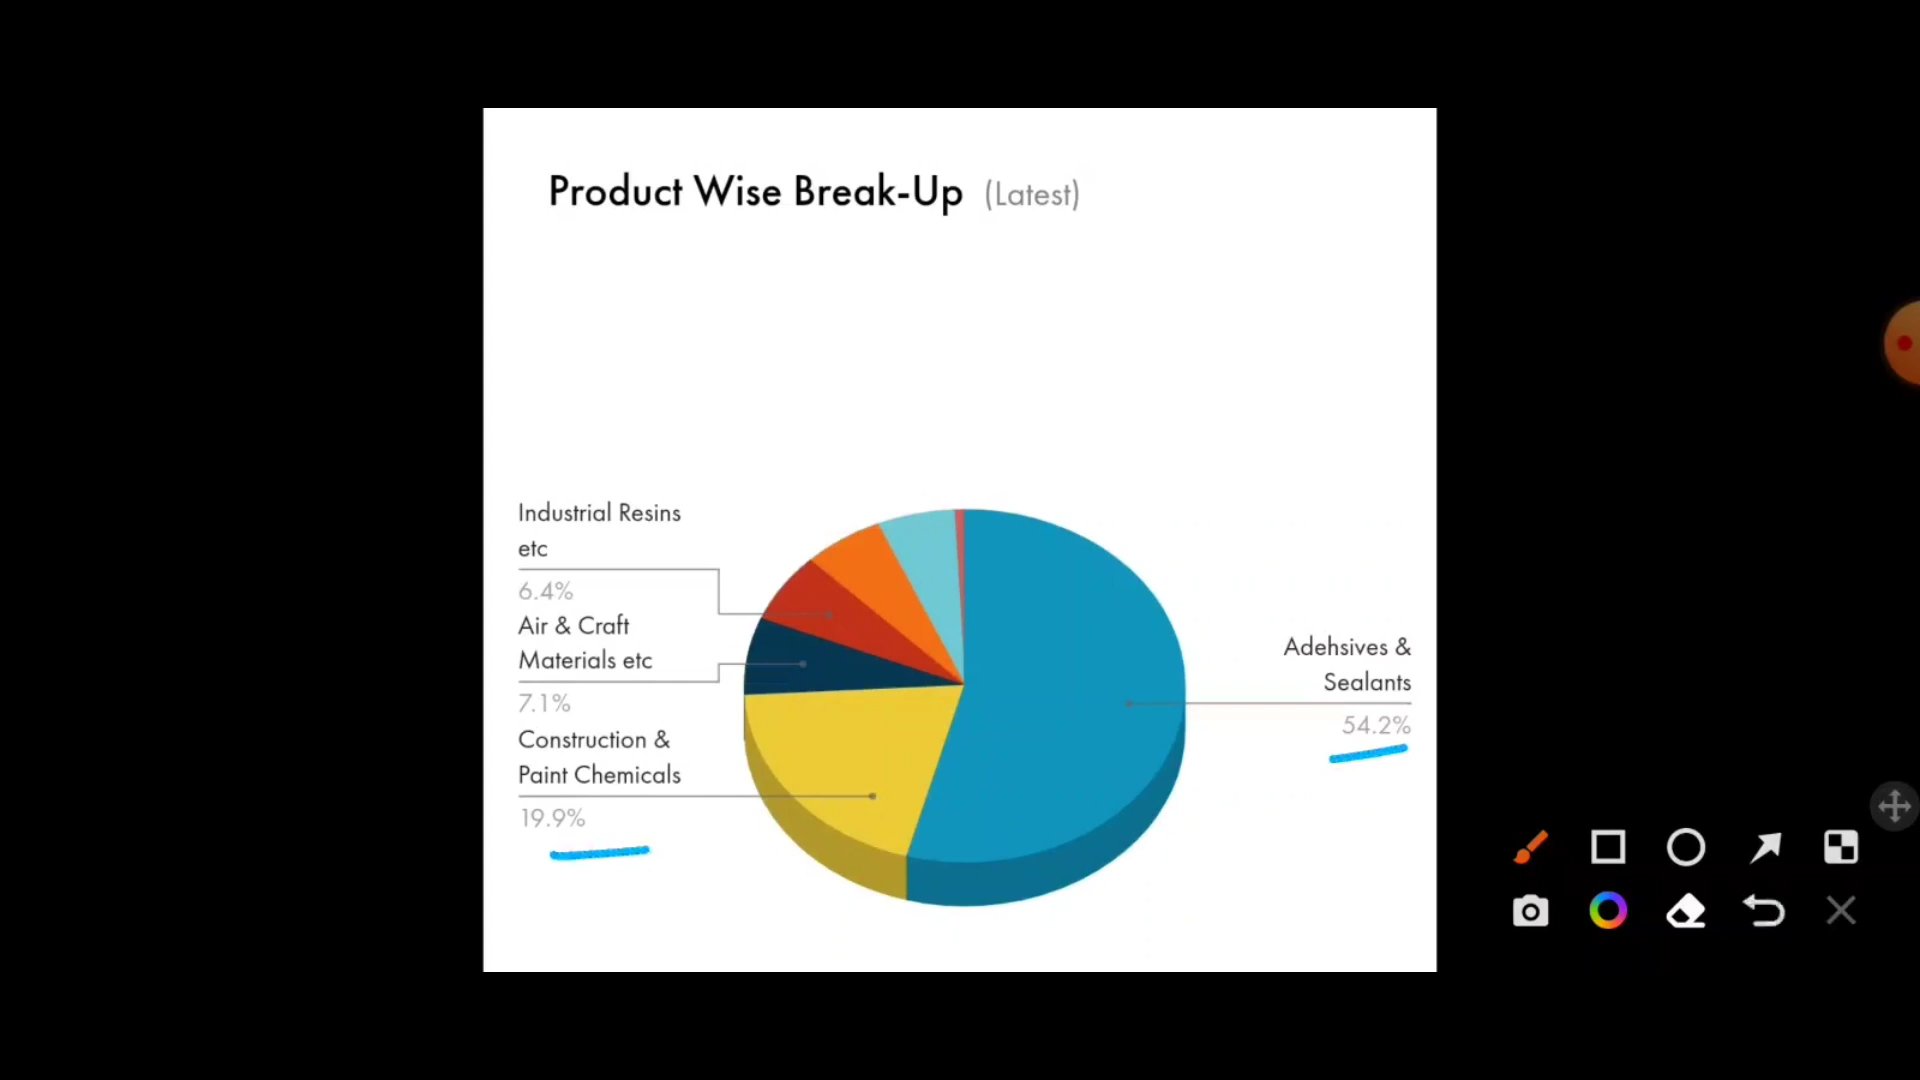 Product Wise Break-Up (Latest)
Industrial Resins
etc
6.4%
Air & Craft
Materials etc
7.1%
Construction &
Paint Chemicals
19.9%
Adehsives &
Sealants
54.2%